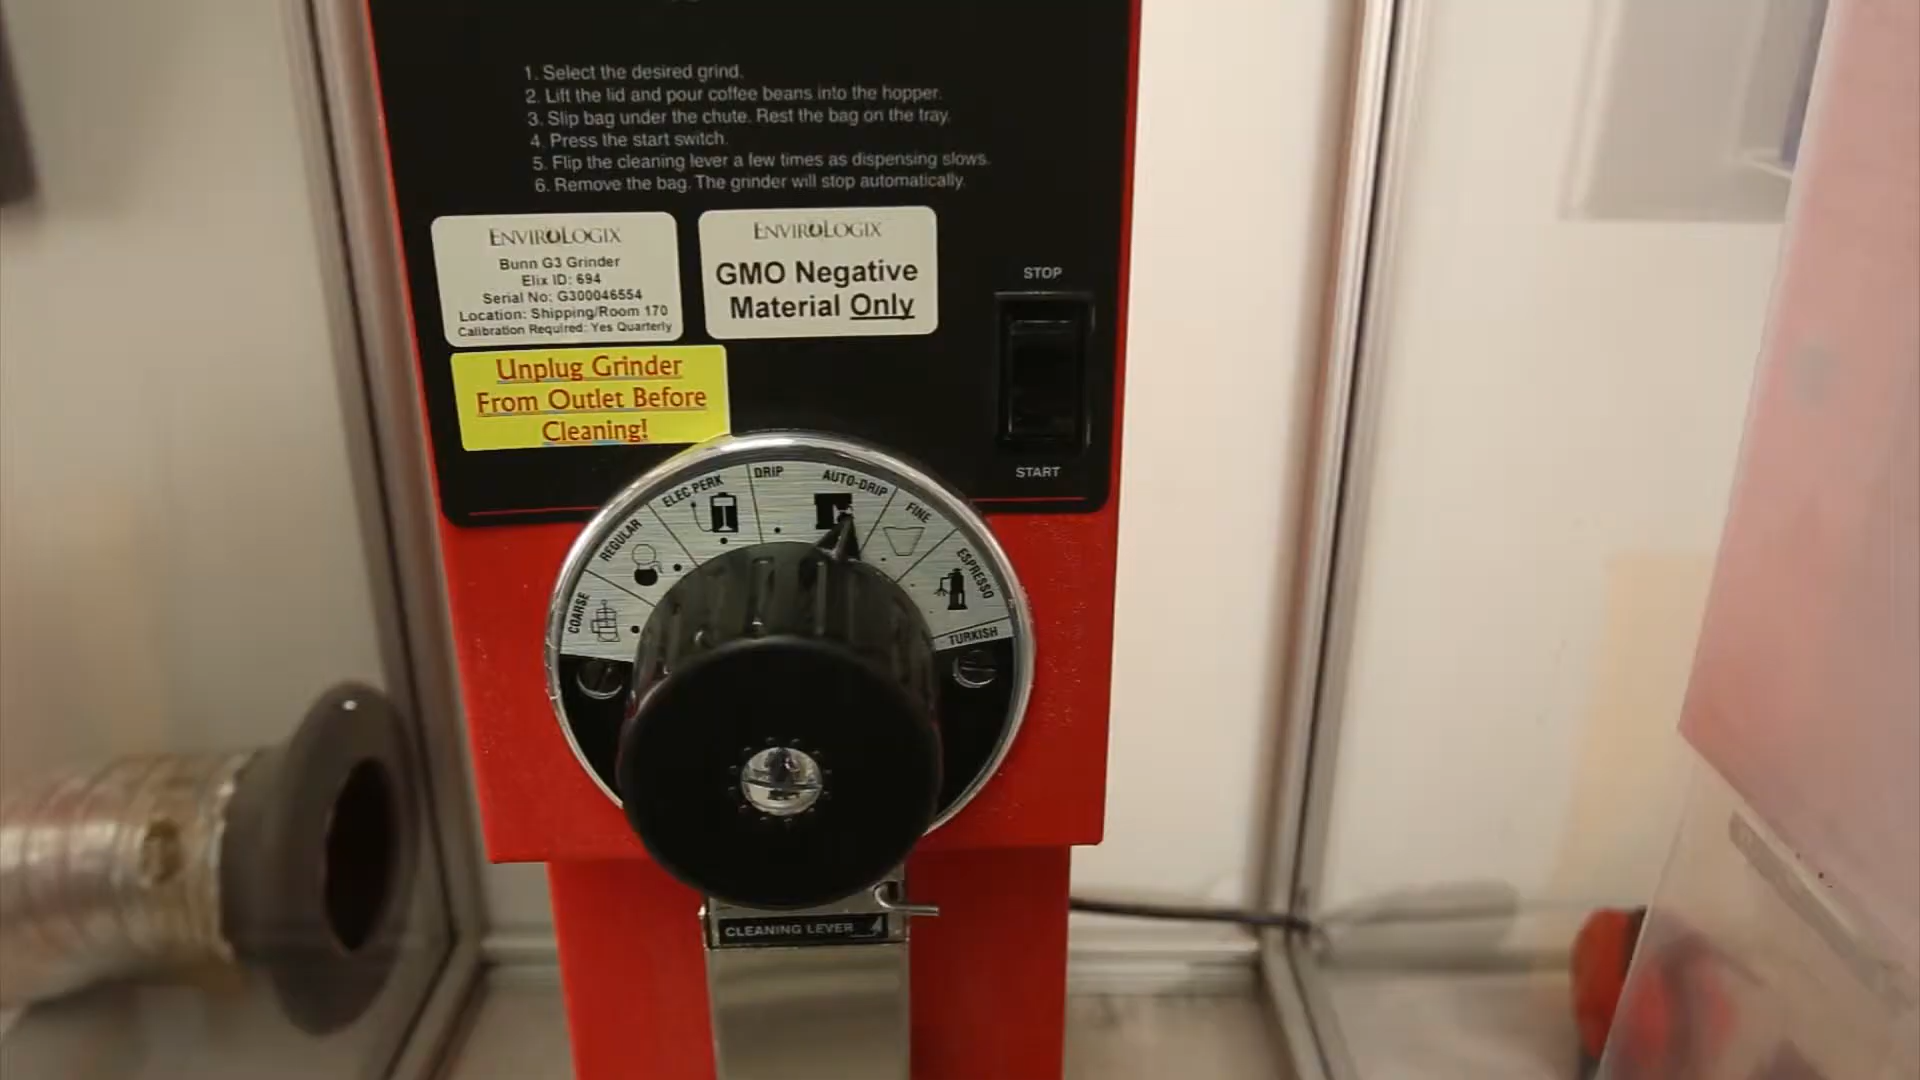 1. Select the desired grind.
2. Lift the lid and pour coffee beans into the hopper.
3. Slip bag under the chute. Rest the bag on the tray.
4. Press the start switch.
5. Flip the cleaning lever a few times as dispensing slows.
6. Remove the bag. The grinder will stop automatically.
ENVIROLOGIX
Bunn G3 Grinder
Elix ID: 694
Serial No: G300046554
Location: Shipping/Room 170
Calibration Required: Yes Quarterly
ENVIROLOGIX
GMO Negative
Material Only
STOP
START
Unplug Grinder
From Outlet Before
Cleaning!
COARSE
REGULAR
ELEC PERK
DRIP
AUTO-DRIP
FINE
ESPRESSO
TURKISH
CLEANING LEVER